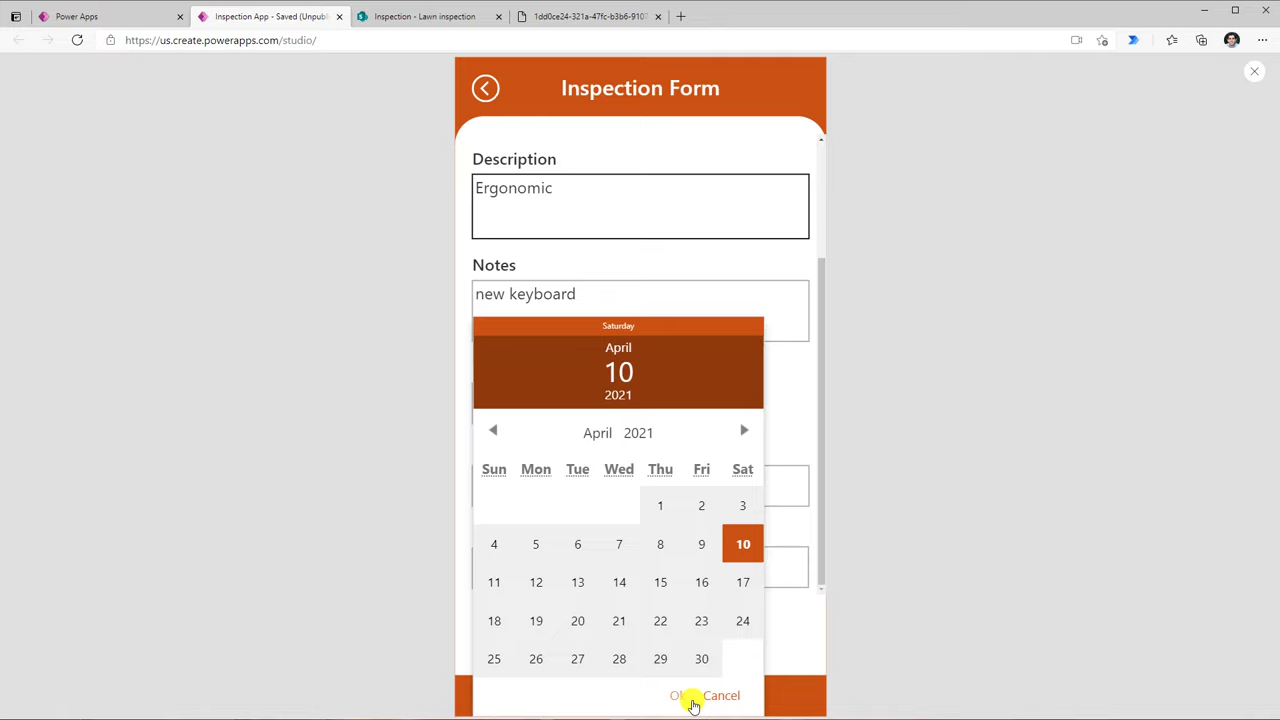 Power Apps
Inspection App - Saved (Unpubl
Inspection - Lawn inspection
1dd0ce24-321a-47fc-b3b6-9107
https://us.create.powerapps.com/studio/
Inspection Form
Description
Ergonomic
Notes
new keyboard
Saturday
April
10
2021
April 2021
Sun Mon Tue Wed Thu Fri Sat
1 2 3
4 5 6 7 8 9 10
11 12 13 14 15 16 17
18 19 20 21 22 23 24
25 26 27 28 29 30
Cancel